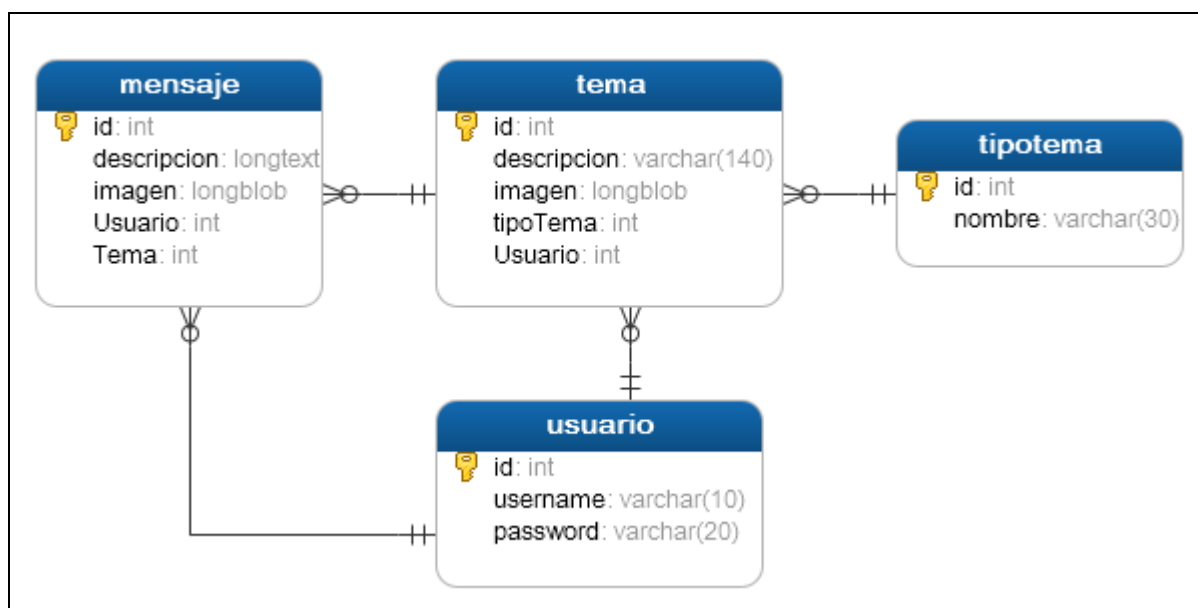 mensaje
id: int
descripcion: longtext
imagen: longblob
Usuario: int
Tema: int
tema
id: int
descripcion: varchar(140)
imagen: longblob
tipoTema: int
Usuario: int
tipotema
id: int
nombre: varchar(30)
usuario
id: int
username: varchar(10)
password: varchar(20)